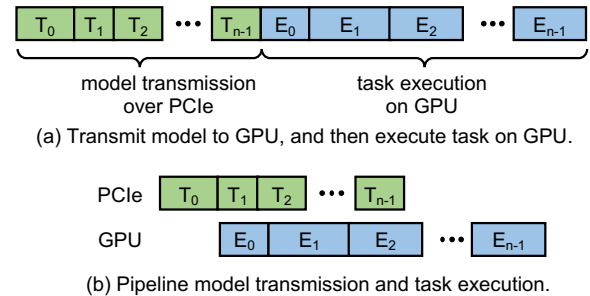 T0 T1 T2 ••• Tn-1 E0 E1 E2 ••• En-1
model transmission over PCIe
task execution on GPU
(a) Transmit model to GPU, and then execute task on GPU.
PCIe T0 T1 T2 ••• Tn-1
GPU E0 E1 E2 ••• En-1
(b) Pipeline model transmission and task execution.